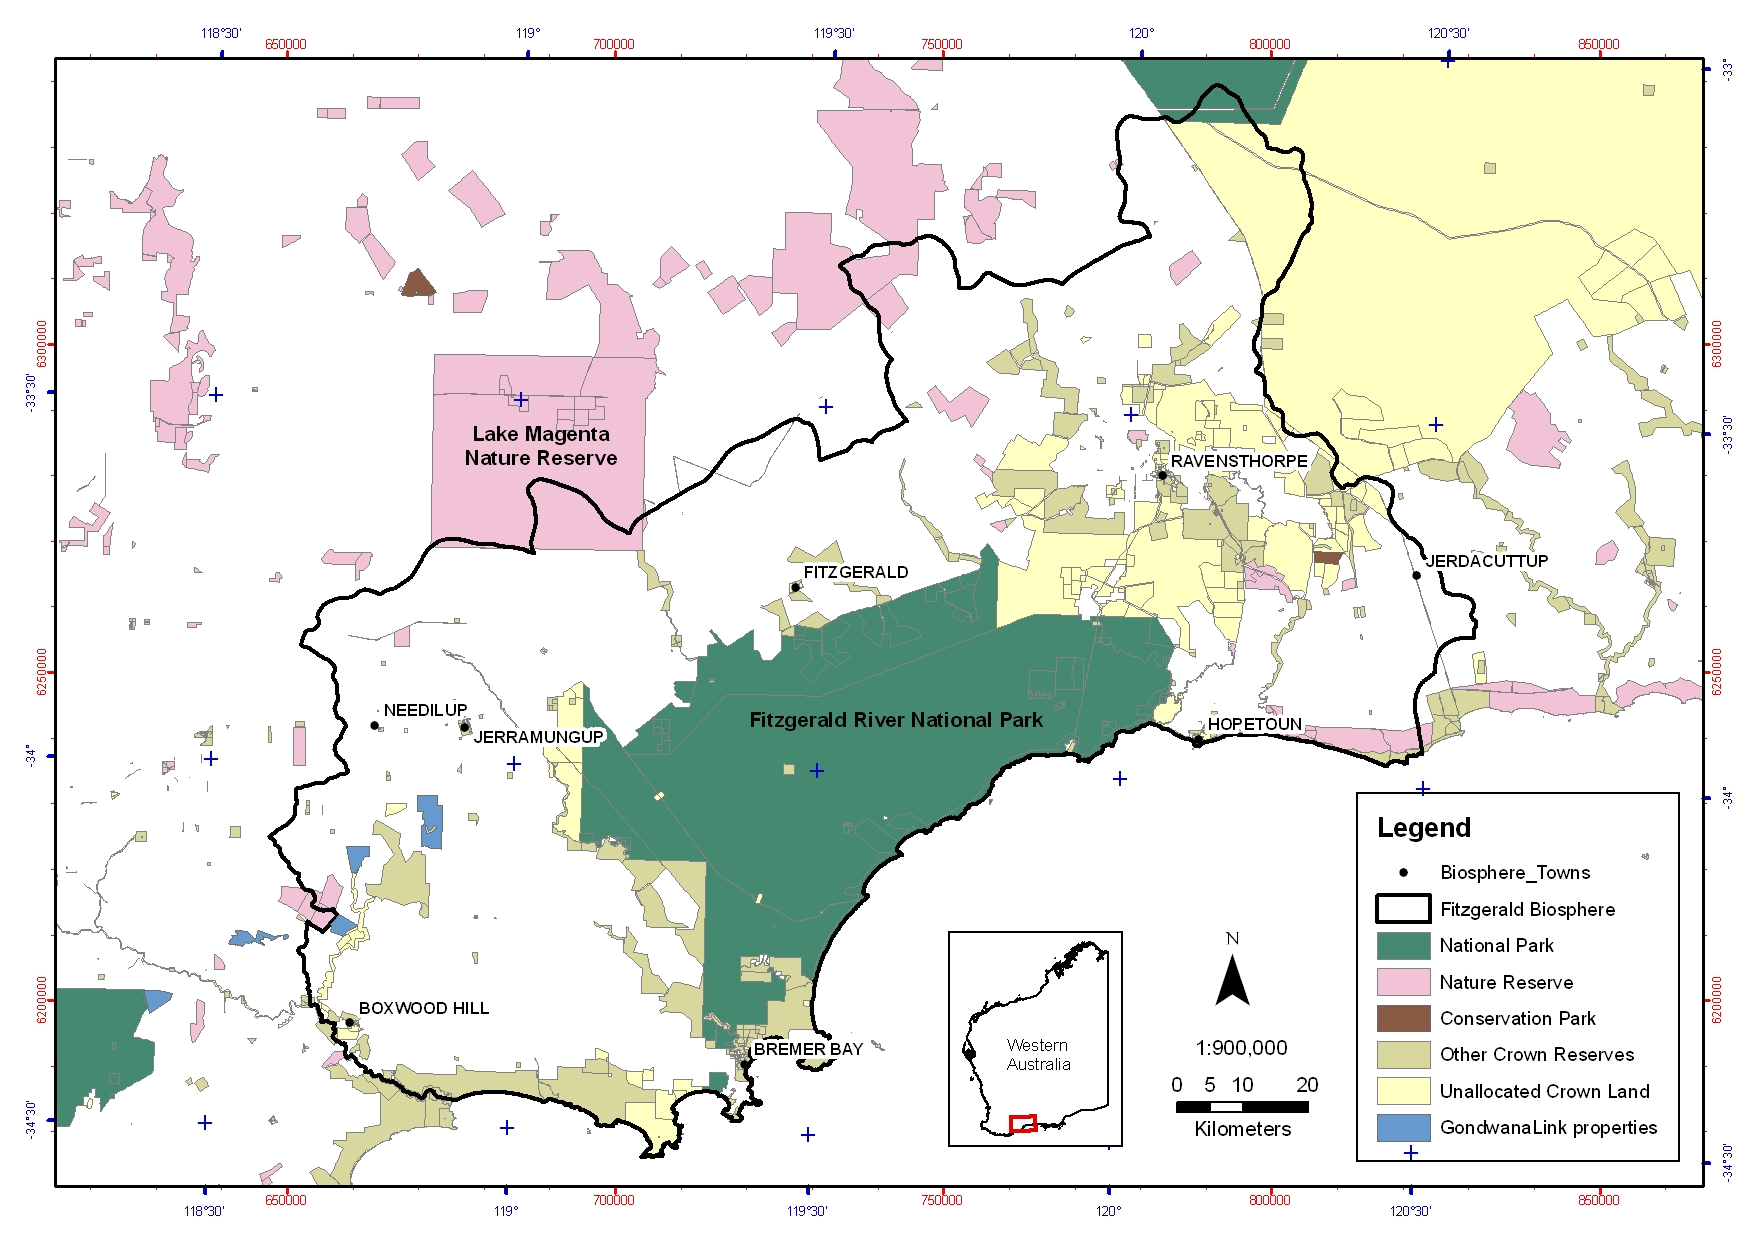 118°30'
119°
119°30'
120°
120°30'
650000
700000
750000
800000
850000
-33°
6300000
6300000
-33°30'
-33°30'
Lake Magenta
Nature Reserve
RAVENSTHORPE
FITZGERALD
JERDACUTTUP
6250000
6250000
NEEDILUP
JERRAMUNGUP
Fitzgerald River National Park
HOPETOUN
-34°
-34°
Legend
Biosphere_Towns
Fitzgerald Biosphere
National Park
Nature Reserve
Conservation Park
Other Crown Reserves
Unallocated Crown Land
GondwanaLink properties
6200000
6200000
BOXWOOD HILL
BREMER BAY
Western
Australia
N
1:900,000
0 5 10 20
Kilometers
-34°30'
-34°30'
650000
700000
750000
800000
850000
118°30'
119°
119°30'
120°
120°30'